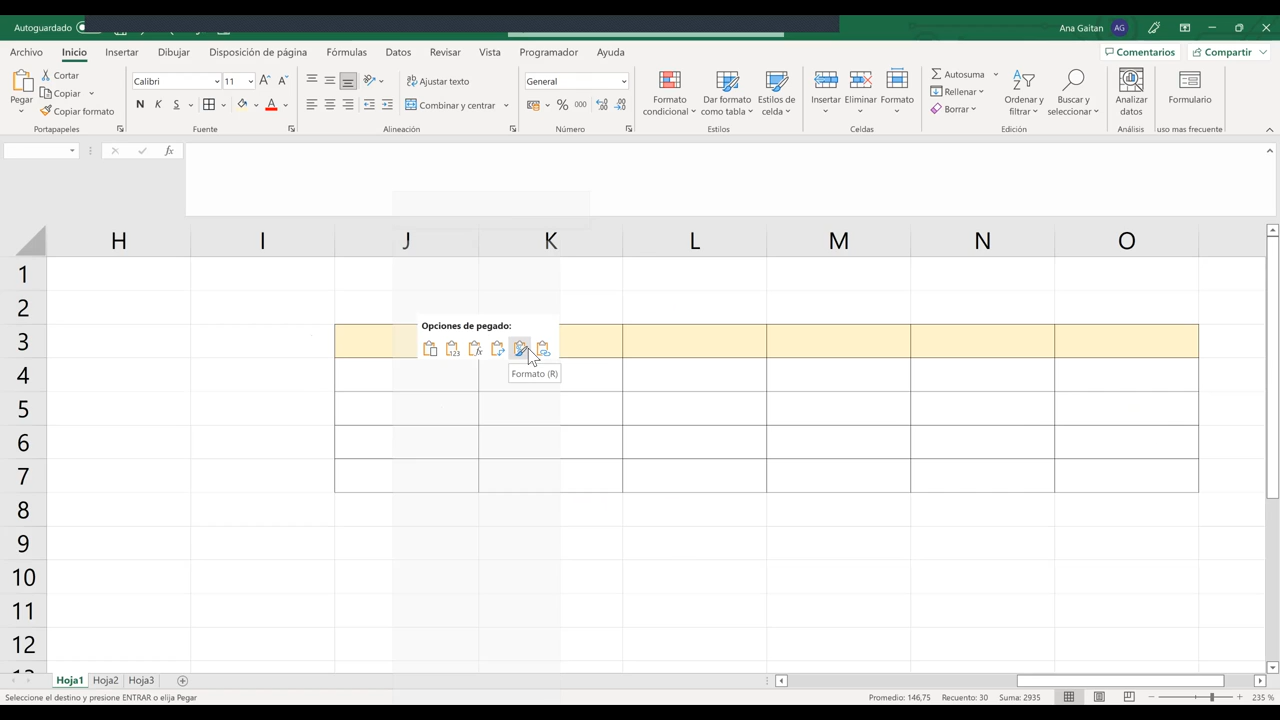 Autoguardado
Ana Gaitan AG
Archivo Inicio Insertar Dibujar Disposición de página Fórmulas Datos Revisar Vista Programador Ayuda
Comentarios Compartir
Pegar
Cortar
Copiar
Copiar formato
Portapapeles
Calibri 11
N K S
Fuente
Ajustar texto
Combinar y centrar
Alineación
General
% 000
Número
Formato condicional
Dar formato como tabla
Estilos de celda
Estilos
Insertar Eliminar Formato
Celdas
Autosuma
Rellenar
Borrar
Ordenar y filtrar
Buscar y seleccionar
Edición
Analizar datos
Análisis
Formulario
uso mas frecuente
fx
H I J K L M N O
1
2
3
Opciones de pegado:
123 fx
Formato (R)
4
5
6
7
8
9
10
11
12
Hoja1 Hoja2 Hoja3
Seleccione el destino y presione ENTRAR o elija Pegar
Promedio: 146,75 Recuento: 30 Suma: 2935
235 %